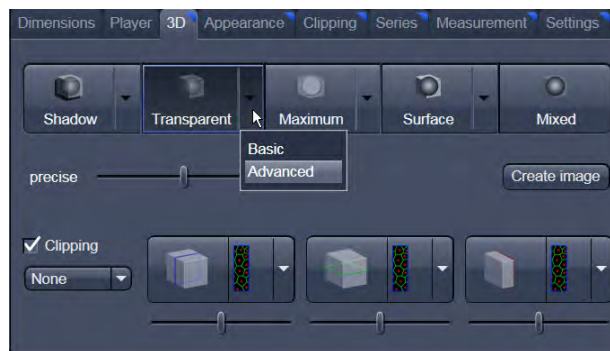 Dimensions Player 3D Appearance Clipping Series Measurement Settings
Shadow Transparent Maximum Surface Mixed
Basic
Advanced
precise
Create image
Clipping
None